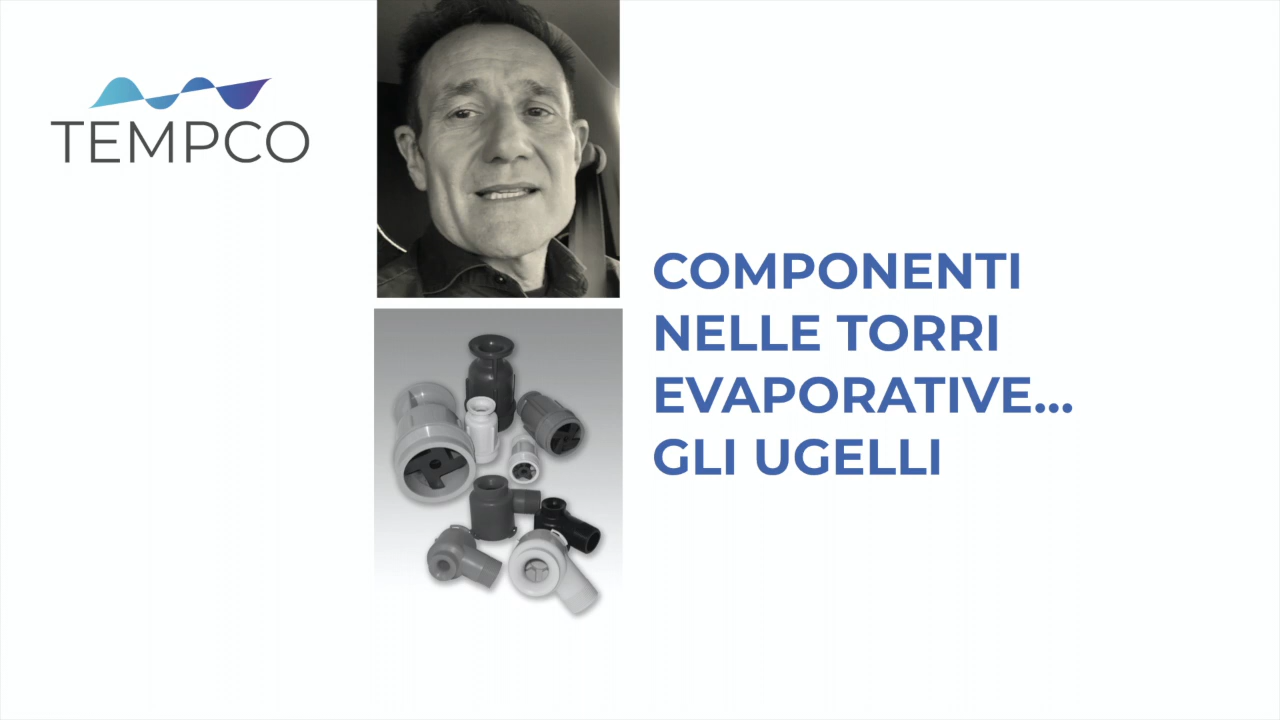 TEMPCO
COMPONENTI
NELLE TORRI
EVAPORATIVE...
GLI UGELLI